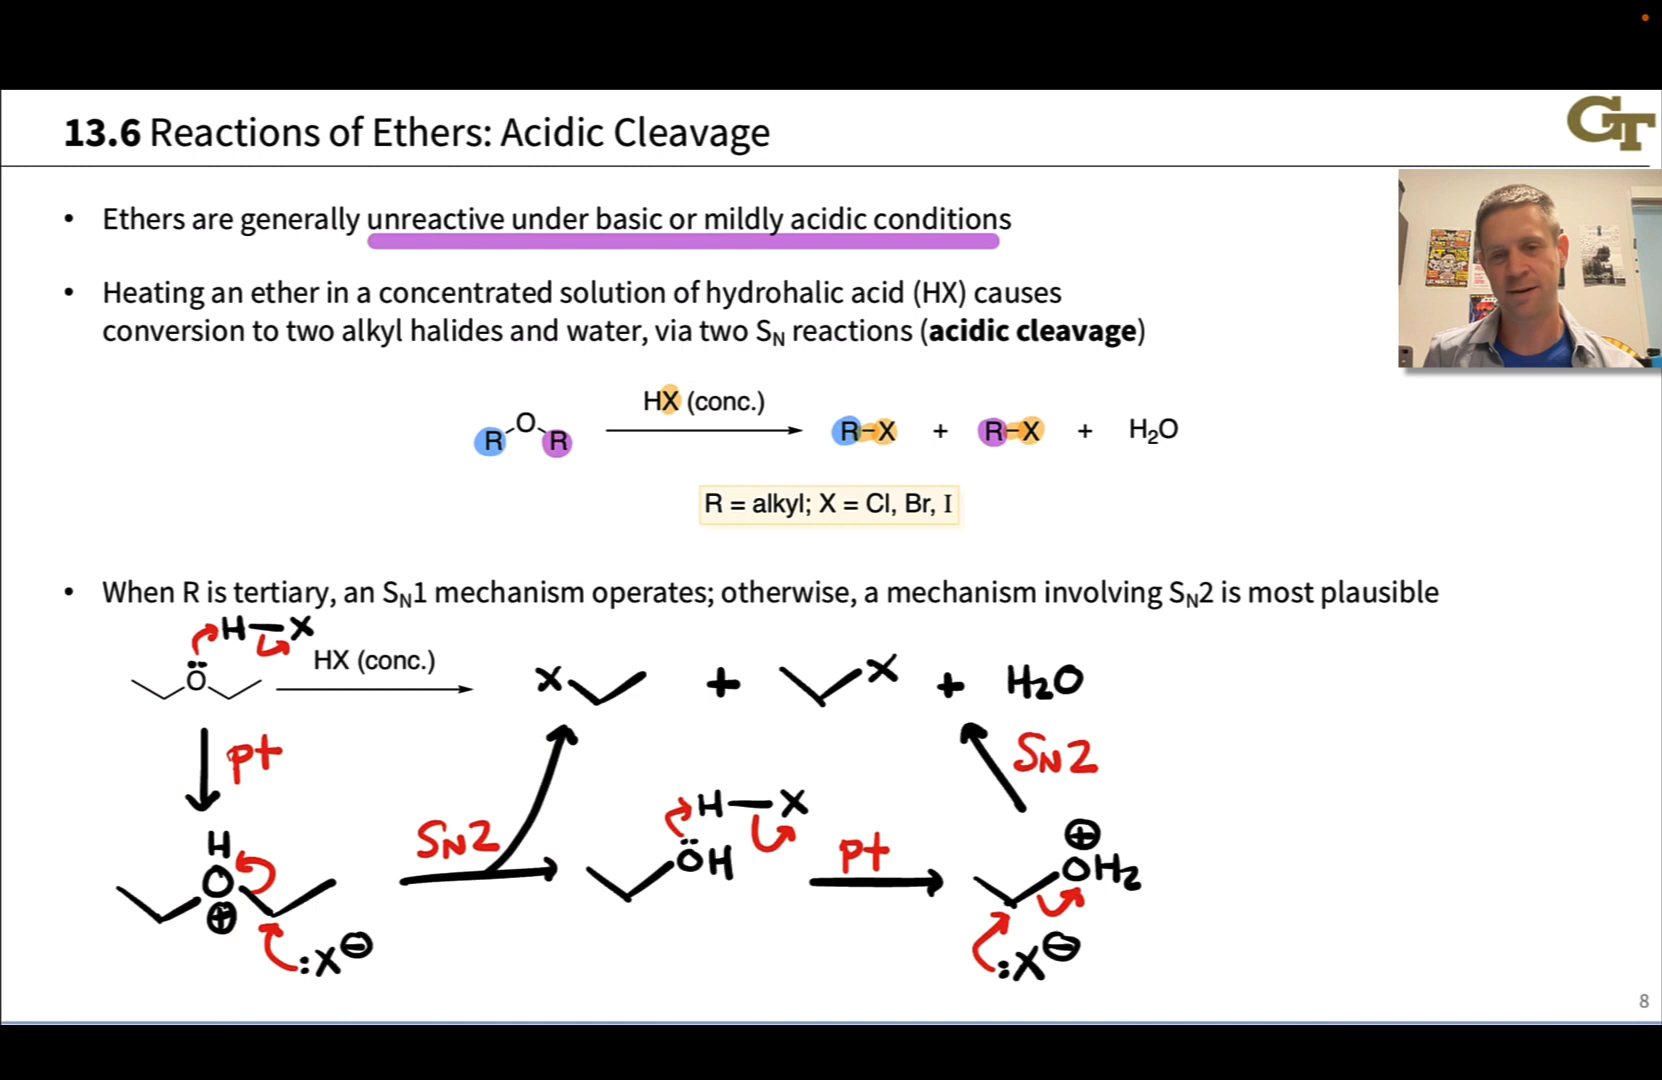 13.6 Reactions of Ethers: Acidic Cleavage
GT
• Ethers are generally unreactive under basic or mildly acidic conditions
• Heating an ether in a concentrated solution of hydrohalic acid (HX) causes
conversion to two alkyl halides and water, via two SN reactions (acidic cleavage)
R O R HX (conc.) R–X + R–X + H₂O
R = alkyl; X = Cl, Br, I
• When R is tertiary, an SN1 mechanism operates; otherwise, a mechanism involving SN2 is most plausible
H—X
Ö HX (conc.) X + X + H₂O
pt
SN2
H—X
H
SN2
ÖH
pt
⊕
O
OH₂
⊕
:X⊖
:X⊖
8